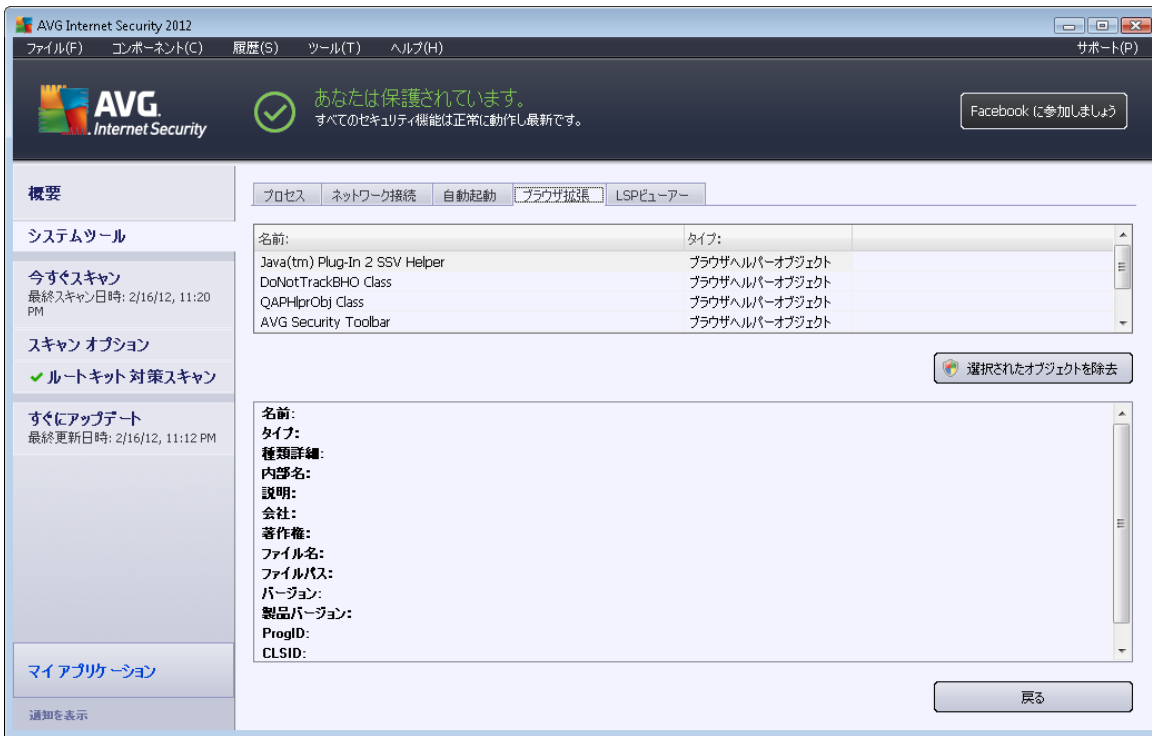 AVG Internet Security 2012
ファイル(F) コンポーネント(C) 履歴(S) ツール(T) ヘルプ(H) サポート(P)
AVG.
Internet Security
あなたは保護されています。
すべてのセキュリティ機能は正常に動作し最新です。
Facebook に参加しましょう
概要
システムツール
今すぐスキャン
最終スキャン日時: 2/16/12, 11:20
PM
スキャン オプション
ルートキット対策スキャン
すぐにアップデート
最終更新日時: 2/16/12, 11:12 PM
マイ アプリケーション
通知を表示
プロセス ネットワーク接続 自動起動 ブラウザ拡張 LSPビューアー
名前: タイプ:
Java(tm) Plug-In 2 SSV Helper ブラウザヘルパーオブジェクト
DoNotTrackBHO Class ブラウザヘルパーオブジェクト
QAPHlprObj Class ブラウザヘルパーオブジェクト
AVG Security Toolbar ブラウザヘルパーオブジェクト
選択されたオブジェクトを除去
名前:
タイプ:
種類詳細:
内部名:
説明:
会社:
著作権:
ファイル名:
ファイルパス:
バージョン:
製品バージョン:
ProgID:
CLSID:
戻る